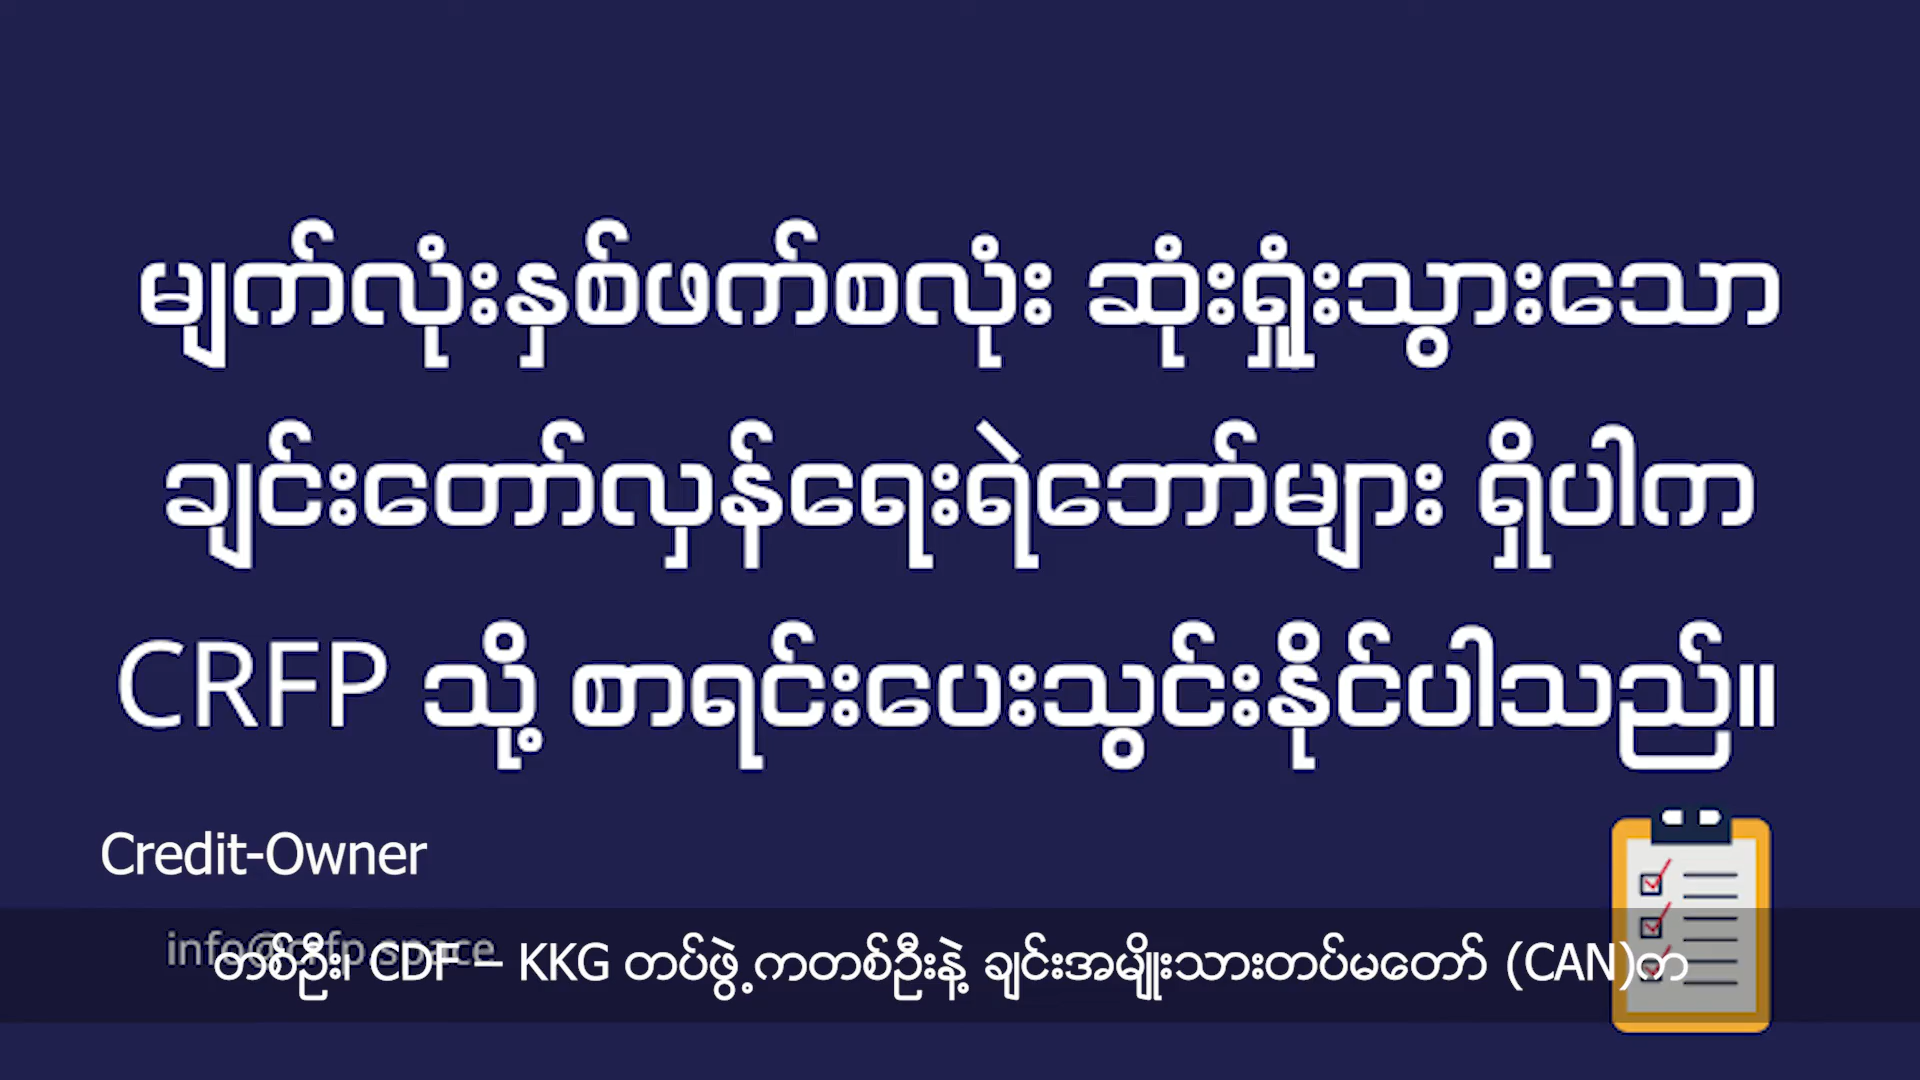 မျက်လုံးနှစ်ဖက်စလုံး ဆုံးရှုံးသွားသော
ချင်းတော်လှန်ရေးရဲဘော်များ ရှိပါက
CRFP သို့ စာရင်းပေးသွင်းနိုင်ပါသည်။
Credit-Owner
info@crfp.space
တစ်ဦး၊ CDF – KKG တပ်ဖွဲ့ကတစ်ဦးနဲ့ ချင်းအမျိုးသားတပ်မတော် (CAN)က